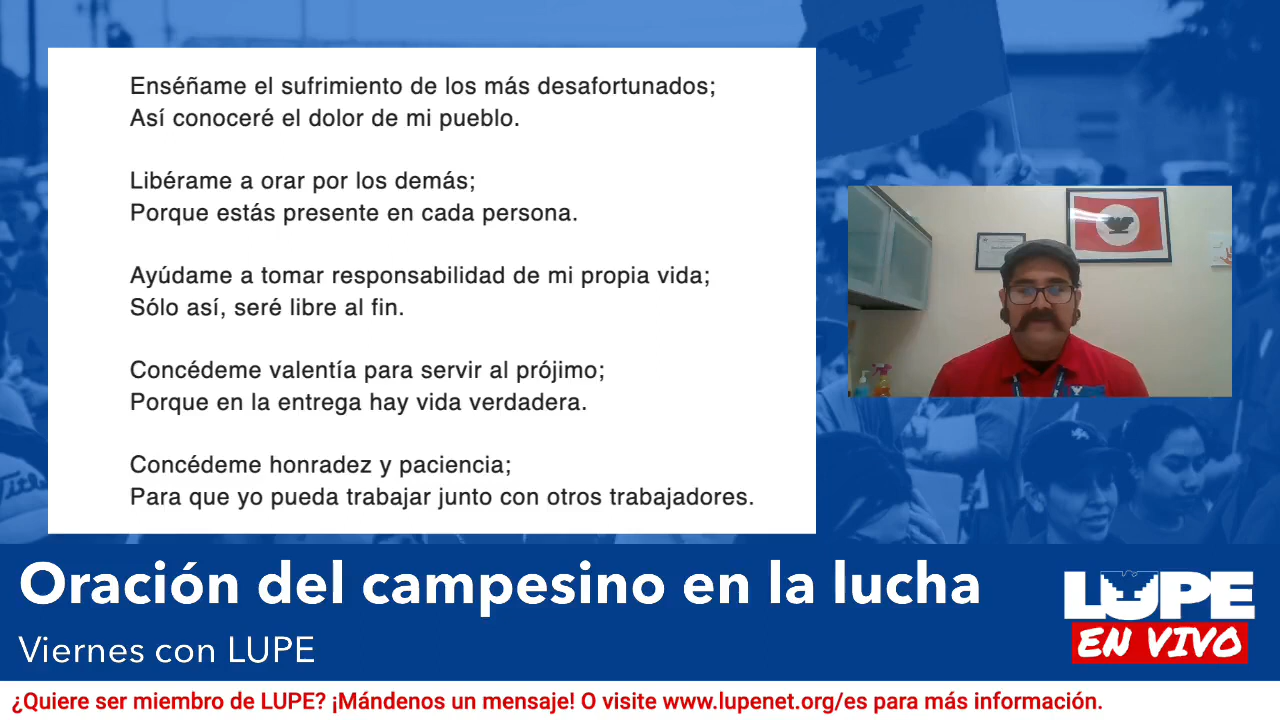 Enséñame el sufrimiento de los más desafortunados;
Así conoceré el dolor de mi pueblo.
Libérame a orar por los demás;
Porque estás presente en cada persona.
Ayúdame a tomar responsabilidad de mi propia vida;
Sólo así, seré libre al fin.
Concédeme valentía para servir al prójimo;
Porque en la entrega hay vida verdadera.
Concédeme honradez y paciencia;
Para que yo pueda trabajar junto con otros trabajadores.
Oración del campesino en la lucha
Viernes con LUPE
LUPE
EN VIVO
¿Quiere ser miembro de LUPE? ¡Mándenos un mensaje! O visite www.lupenet.org/es para más información.